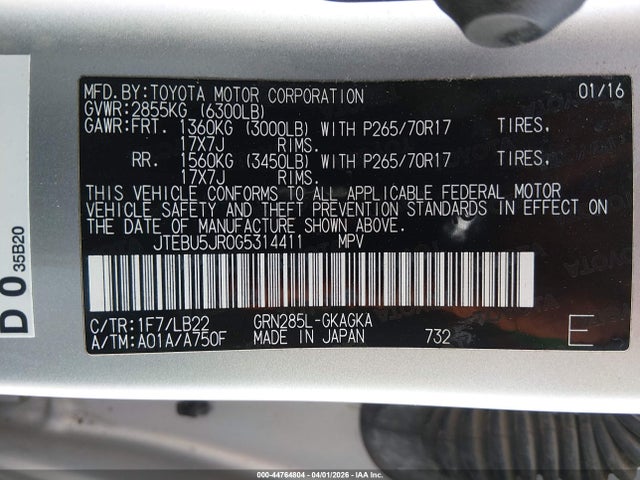 MFD. BY: TOYOTA MOTOR CORPORATION 01/16
GVWR: 2855KG (6300LB)
GAWR: FRT. 1360KG (3000LB) WITH P265/70R17 TIRES,
17X7J RIMS.
RR. 1560KG (3450LB) WITH P265/70R17 TIRES,
17X7J RIMS.
THIS VEHICLE CONFORMS TO ALL APPLICABLE FEDERAL MOTOR
VEHICLE SAFETY AND THEFT PREVENTION STANDARDS IN EFFECT
ON THE DATE OF MANUFACTURE SHOWN ABOVE.
JTEBU5JR0G5314411 MPV
C/TR: 1F7/LB22 GRN285L-GKAGKA
A/TM: A01A/A750F MADE IN JAPAN 732 E
D 0 35B20
000-44764804 | 04/01/2026 | IAA Inc.